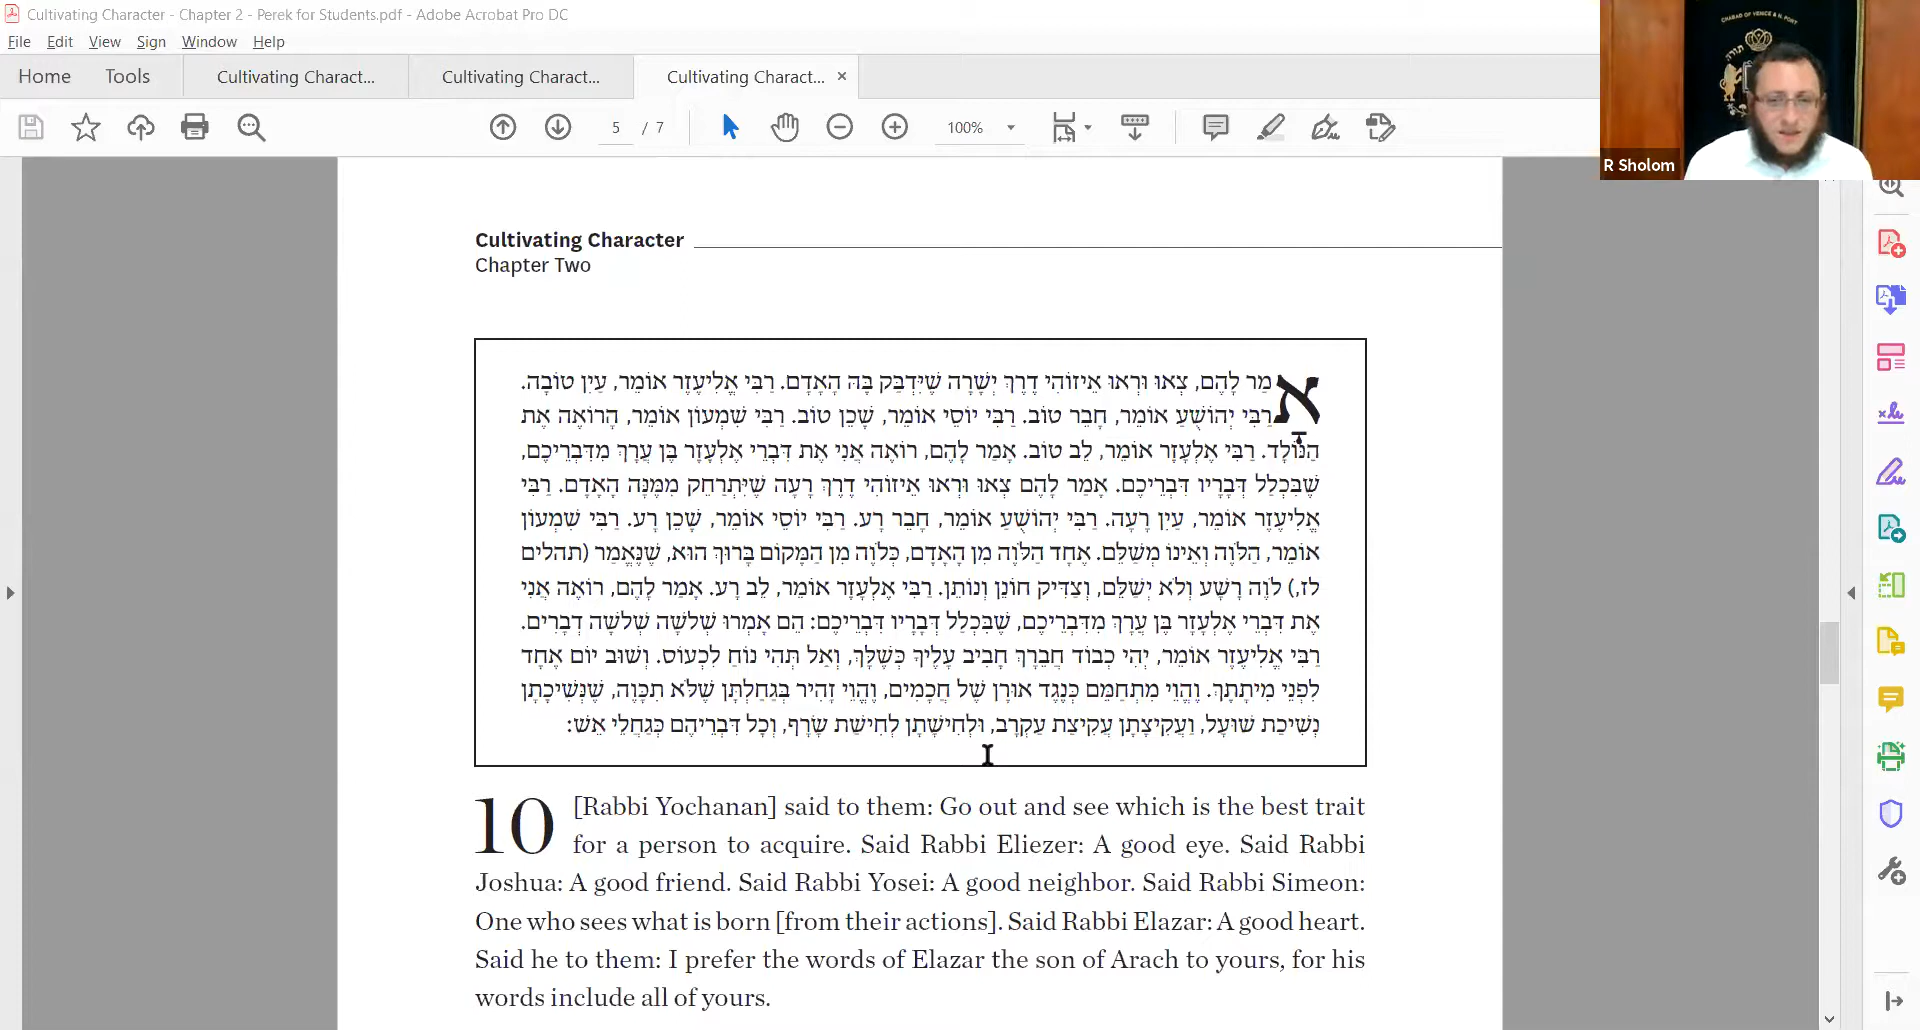 Cultivating Character - Chapter 2 - Perek for Students.pdf - Adobe Acrobat Pro DC
File Edit View Sign Window Help
Home Tools Cultivating Charact... Cultivating Charact... Cultivating Charact... ×
5 / 7 100%
CHABAD OF VENICE & N. PORT
תורה
R Sholom
Cultivating Character
Chapter Two
אָמַר לָהֶם, צְאוּ וּרְאוּ אֵיזוֹהִי דֶרֶךְ יְשָׁרָה שֶׁיִּדְבַּק בָּהּ הָאָדָם. רַבִּי אֱלִיעֶזֶר אוֹמֵר, עַיִן טוֹבָה.
רַבִּי יְהוֹשֻׁעַ אוֹמֵר, חָבֵר טוֹב. רַבִּי יוֹסֵי אוֹמֵר, שָׁכֵן טוֹב. רַבִּי שִׁמְעוֹן אוֹמֵר, הָרוֹאֶה אֶת
הַנּוֹלָד. רַבִּי אֶלְעָזָר אוֹמֵר, לֵב טוֹב. אָמַר לָהֶם, רוֹאֶה אֲנִי אֶת דִּבְרֵי אֶלְעָזָר בֶּן עֲרָךְ מִדִּבְרֵיכֶם,
שֶׁבִּכְלַל דְּבָרָיו דִּבְרֵיכֶם. אָמַר לָהֶם צְאוּ וּרְאוּ אֵיזוֹהִי דֶרֶךְ רָעָה שֶׁיִּתְרַחֵק מִמֶּנָּה הָאָדָם. רַבִּי
אֱלִיעֶזֶר אוֹמֵר, עַיִן רָעָה. רַבִּי יְהוֹשֻׁעַ אוֹמֵר, חָבֵר רָע. רַבִּי יוֹסֵי אוֹמֵר, שָׁכֵן רָע. רַבִּי שִׁמְעוֹן
אוֹמֵר, הַלֹּוֶה וְאֵינוֹ מְשַׁלֵּם. אֶחָד הַלֹּוֶה מִן הָאָדָם, כְּלֹוֶה מִן הַמָּקוֹם בָּרוּךְ הוּא, שֶׁנֶּאֱמַר (תהלים
לז,) לֹוֶה רָשָׁע וְלֹא יְשַׁלֵּם, וְצַדִּיק חוֹנֵן וְנוֹתֵן. רַבִּי אֶלְעָזָר אוֹמֵר, לֵב רָע. אָמַר לָהֶם, רוֹאֶה אֲנִי
אֶת דִּבְרֵי אֶלְעָזָר בֶּן עֲרָךְ מִדִּבְרֵיכֶם, שֶׁבִּכְלַל דְּבָרָיו דִּבְרֵיכֶם: הֵם אָמְרוּ שְׁלֹשָׁה שְׁלֹשָׁה דְבָרִים.
רַבִּי אֱלִיעֶזֶר אוֹמֵר, יְהִי כְבוֹד חֲבֵרָךְ חָבִיב עָלֶיךָ כְּשֶׁלָּךְ, וְאַל תְּהִי נוֹחַ לִכְעוֹס. וְשׁוּב יוֹם אֶחָד
לִפְנֵי מִיתָתָךְ. וֶהֱוֵי מִתְחַמֵּם כְּנֶגֶד אוּרָן שֶׁל חֲכָמִים, וֶהֱוֵי זָהִיר בְּגַחַלְתָּן שֶׁלֹּא תִכָּוֶה, שֶׁנְּשִׁיכָתָן
נְשִׁיכַת שׁוּעָל, וַעֲקִיצָתָן עֲקִיצַת עַקְרָב, וּלְחִישָׁתָן לְחִישַׁת שָׂרָף, וְכָל דִּבְרֵיהֶם כְּגַחֲלֵי אֵשׁ:
10 [Rabbi Yochanan] said to them: Go out and see which is the best trait
for a person to acquire. Said Rabbi Eliezer: A good eye. Said Rabbi
Joshua: A good friend. Said Rabbi Yosei: A good neighbor. Said Rabbi Simeon:
One who sees what is born [from their actions]. Said Rabbi Elazar: A good heart.
Said he to them: I prefer the words of Elazar the son of Arach to yours, for his
words include all of yours.